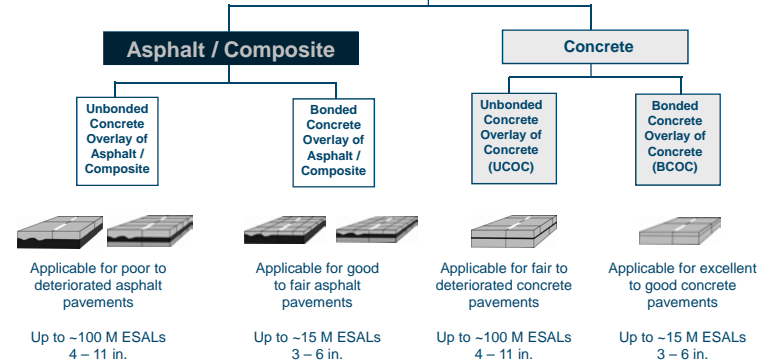 Asphalt / Composite
Concrete
Unbonded
Concrete
Overlay of
Asphalt /
Composite
Bonded
Concrete
Overlay of
Asphalt /
Composite
Unbonded
Concrete
Overlay of
Concrete
(UCOC)
Bonded
Concrete
Overlay of
Concrete
(BCOC)
Applicable for poor to
deteriorated asphalt
pavements
Up to ~100 M ESALs
4 – 11 in.
Applicable for good
to fair asphalt
pavements
Up to ~15 M ESALs
3 – 6 in.
Applicable for fair to
deteriorated concrete
pavements
Up to ~100 M ESALs
4 – 11 in.
Applicable for excellent
to good concrete
pavements
Up to ~15 M ESALs
3 – 6 in.